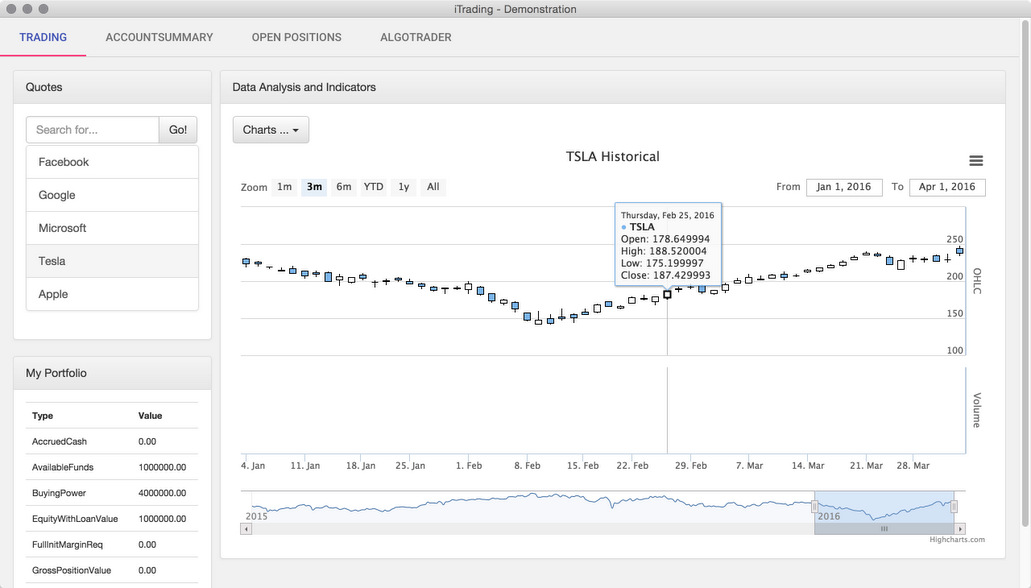 iTrading - Demonstration
TRADING ACCOUNTSUMMARY OPEN POSITIONS ALGOTRADER
Quotes
Search for... Go!
Facebook
Google
Microsoft
Tesla
Apple
My Portfolio
Type Value
AccruedCash 0.00
AvailableFunds 1000000.00
BuyingPower 4000000.00
EquityWithLoanValue 1000000.00
FullInitMarginReq 0.00
GrossPositionValue 0.00
Data Analysis and Indicators
Charts ...
TSLA Historical
Zoom 1m 3m 6m YTD 1y All From Jan 1, 2016 To Apr 1, 2016
Thursday, Feb 25, 2016
TSLA
Open: 178.649994
High: 188.520004
Low: 175.199997
Close: 187.429993
250
200
150
100
OHLC
Volume
4. Jan 11. Jan 18. Jan 25. Jan 1. Feb 8. Feb 15. Feb 22. Feb 29. Feb 7. Mar 14. Mar 21. Mar 28. Mar
2015 2016
Highcharts.com